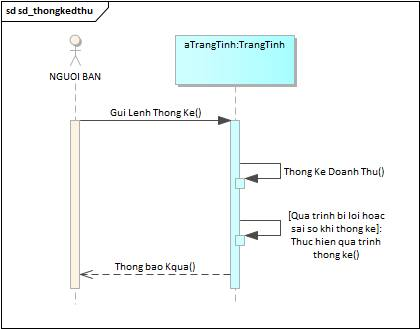 sd sd_thongkedthu
aTrangTinh:TrangTinh
NGUOI BAN
Gui Lenh Thong Ke()
Thong Ke Doanh Thu()
[Qua trinh bi loi hoac
sai so khi thong ke]:
Thuc hien qua trinh
thong ke()
Thong bao Kqua()